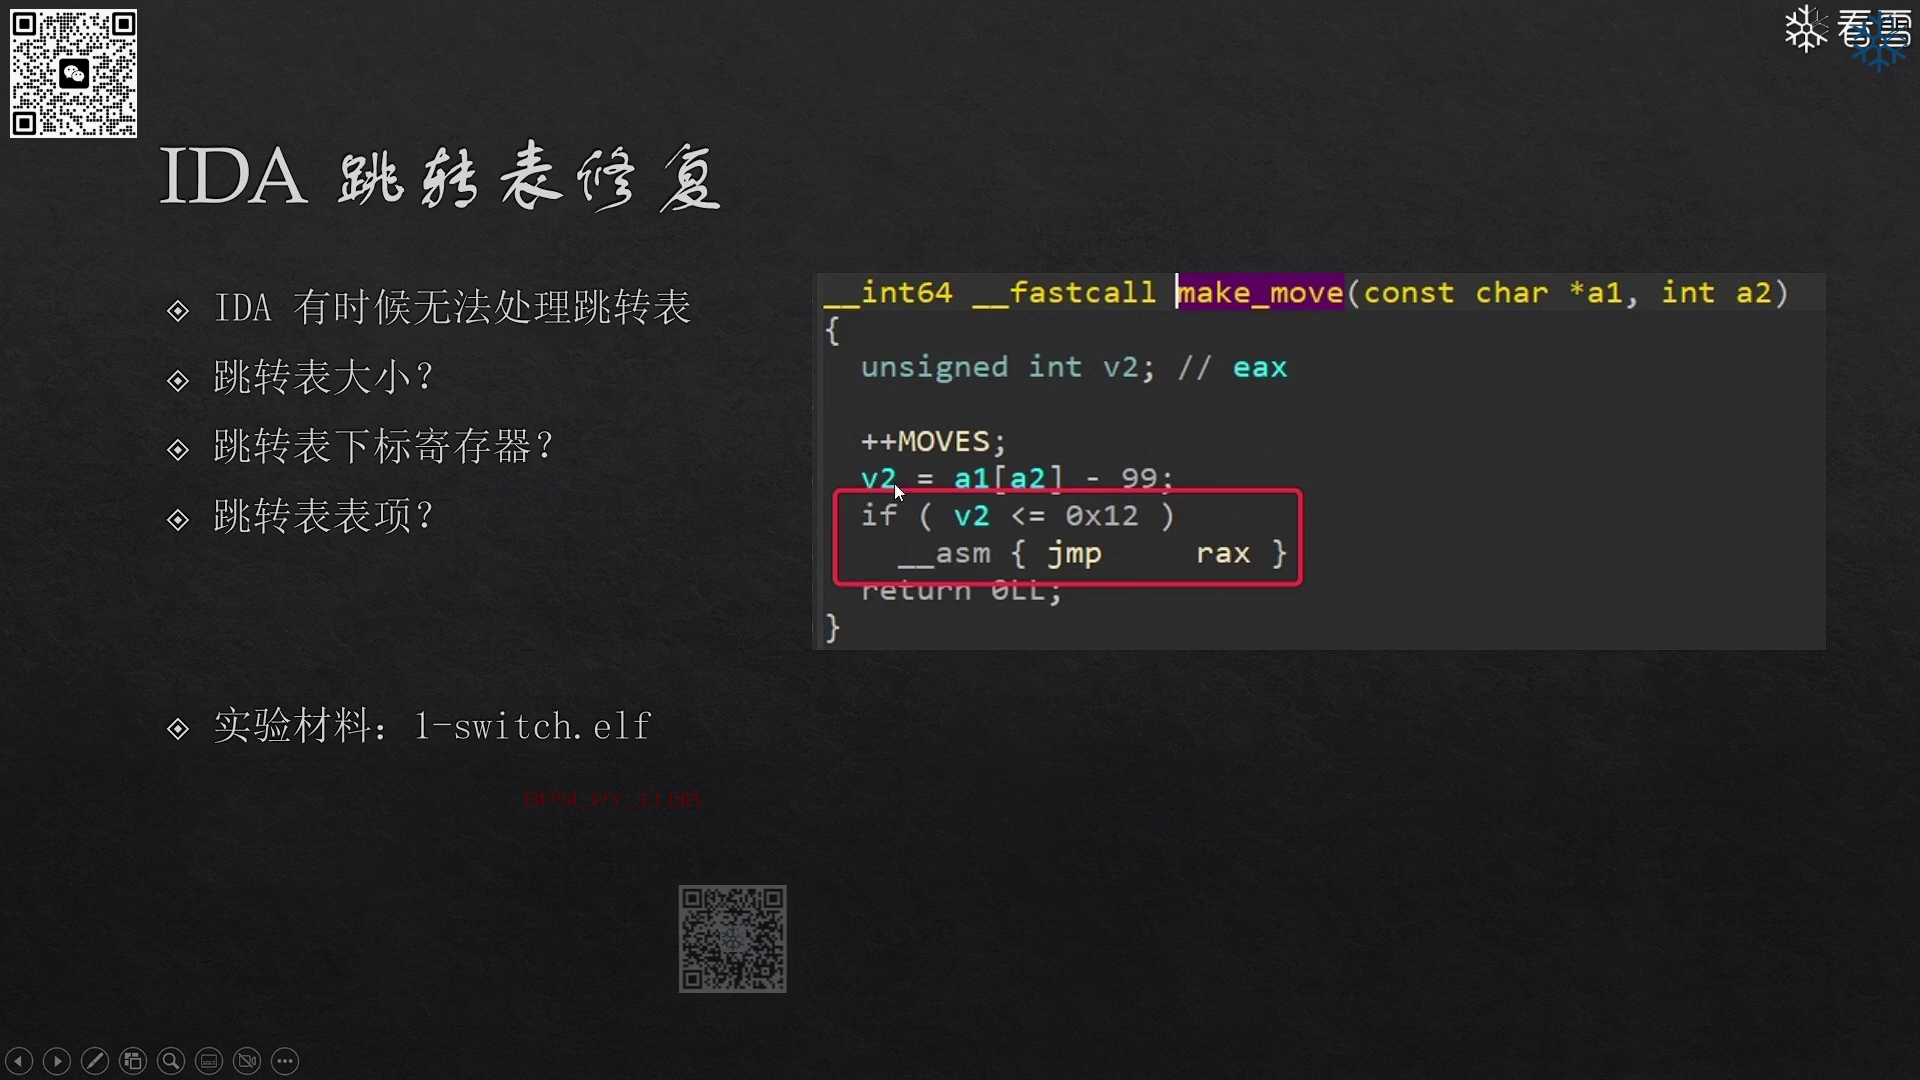 看雪
IDA 跳转表修复
IDA 有时候无法处理跳转表
跳转表大小？
跳转表下标寄存器？
跳转表表项？
实验材料：1-switch.elf
__int64 __fastcall make_move(const char *a1, int a2)
{
unsigned int v2; // eax
++MOVES;
v2 = a1[a2] - 99;
if ( v2 <= 0x12 )
__asm { jmp     rax }
return 0LL;
}